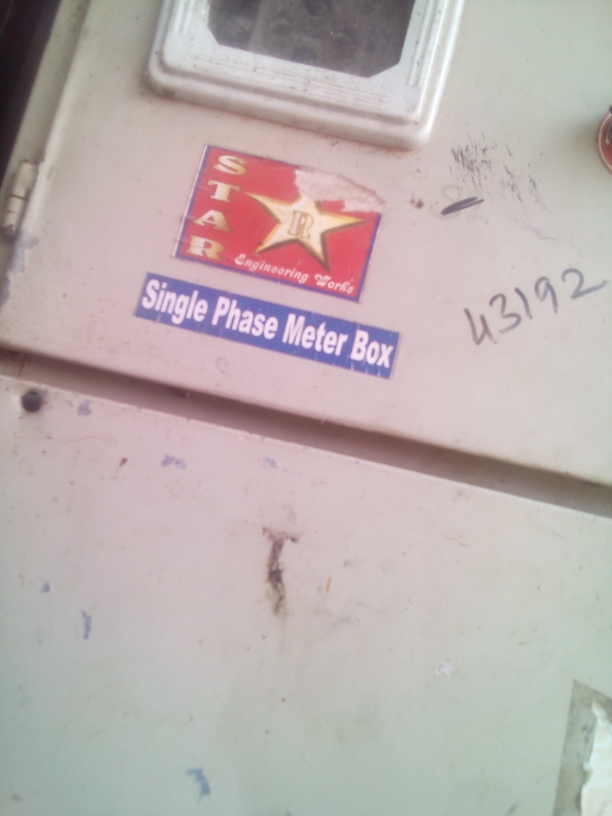 STAR
R
Engineering Works
Single Phase Meter Box
43192